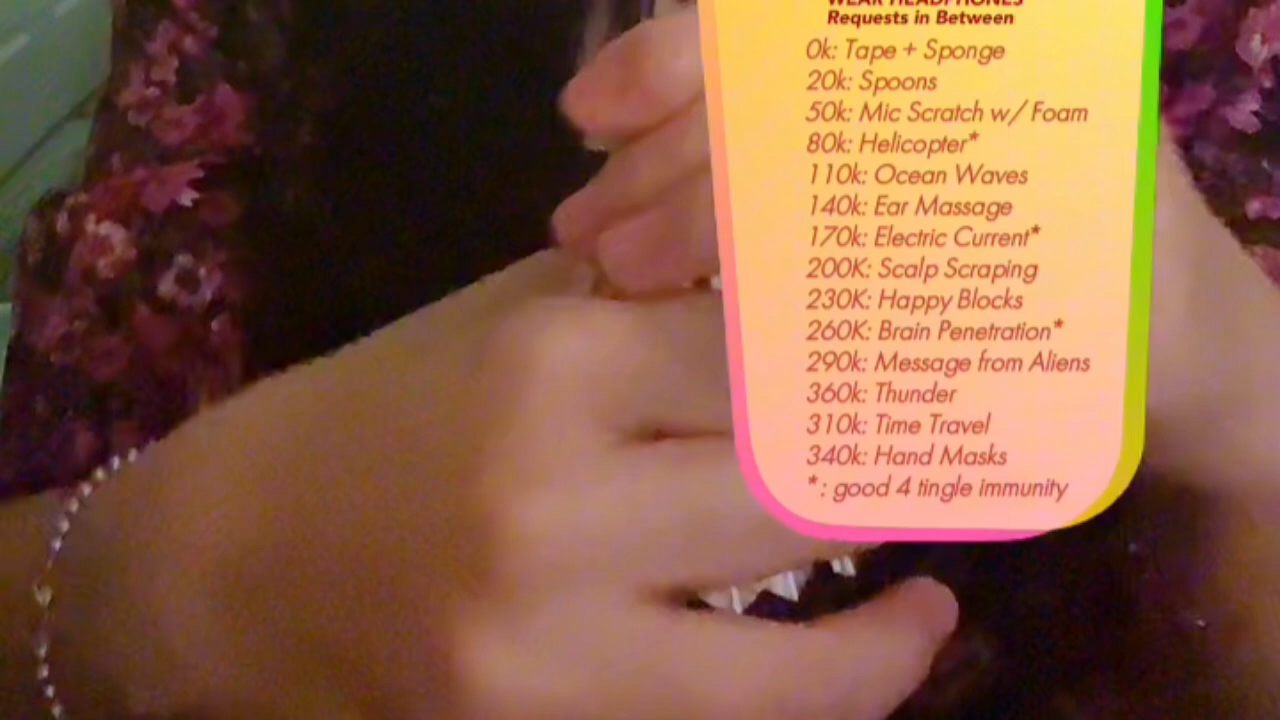 WEAR HEADPHONES
Requests in Between
0k: Tape + Sponge
20k: Spoons
50k: Mic Scratch w/ Foam
80k: Helicopter*
110k: Ocean Waves
140k: Ear Massage
170k: Electric Current*
200K: Scalp Scraping
230K: Happy Blocks
260K: Brain Penetration*
290k: Message from Aliens
360k: Thunder
310k: Time Travel
340k: Hand Masks
* : good 4 tingle immunity